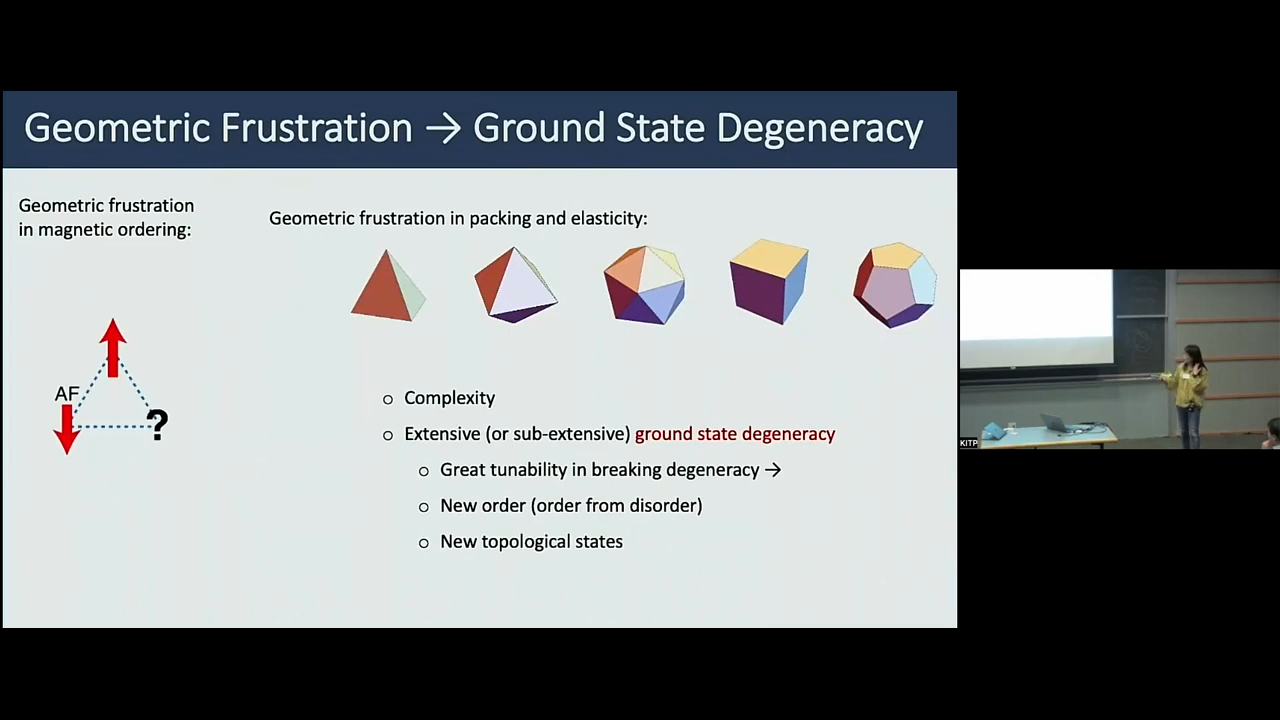 Geometric Frustration → Ground State Degeneracy
Geometric frustration
in magnetic ordering:
Geometric frustration in packing and elasticity:
AF
?
○ Complexity
○ Extensive (or sub-extensive) ground state degeneracy
○ Great tunability in breaking degeneracy →
○ New order (order from disorder)
○ New topological states
KITP